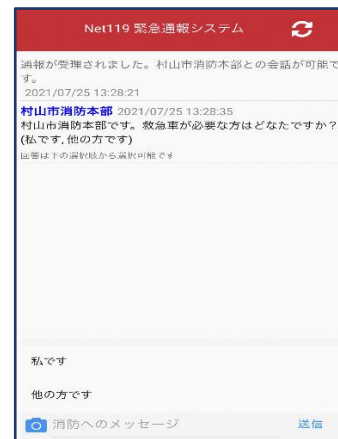 Net119 緊急通報システム
通報が受理されました。村山市消防本部との会話が可能で
す。
2021/07/25 13:28:21
村山市消防本部 2021/07/25 13:28:35
村山市消防本部です。救急車が必要な方はどなたですか？
(私です,他の方です)
回答は下の選択肢から選択可能です
私です
他の方です
消防へのメッセージ
送信